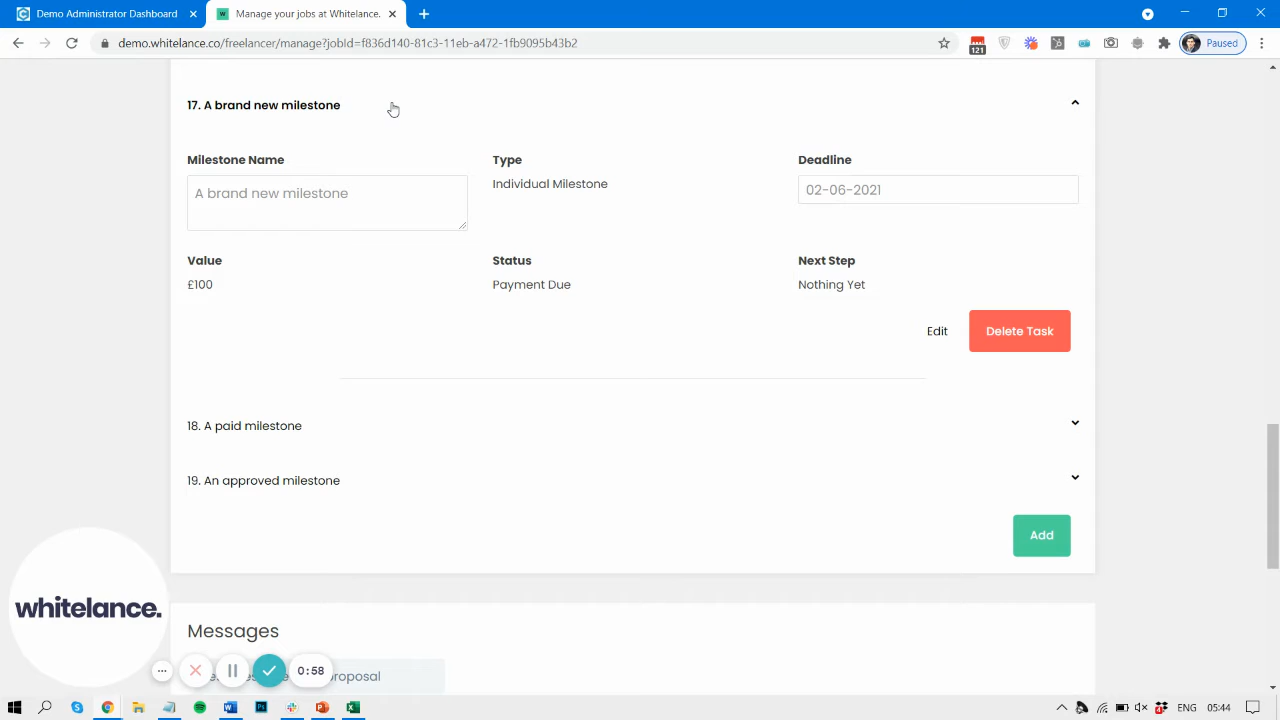 Demo Administrator Dashboard
Manage your jobs at Whitelance.
demo.whitelance.co/freelancer/manage?jobId=f836d140-81c3-11eb-a472-1fb9095b43b2
121
Paused
17. A brand new milestone
Milestone Name
Type
Deadline
A brand new milestone
Individual Milestone
02-06-2021
Value
Status
Next Step
£100
Payment Due
Nothing Yet
Edit
Delete Task
18. A paid milestone
19. An approved milestone
Add
whitelance.
Messages
proposal
0:58
ENG
05:44